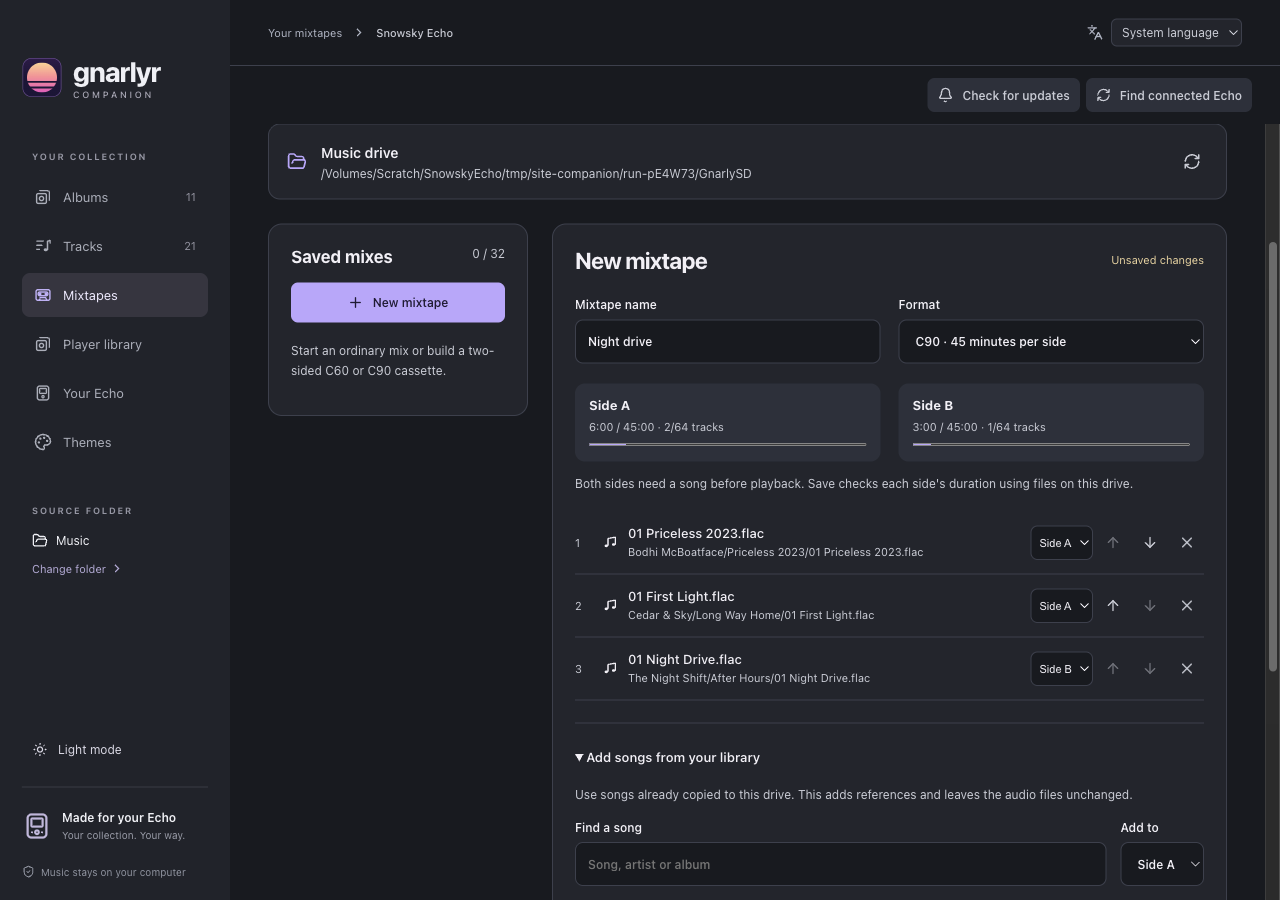 gnarlyr
COMPANION
YOUR COLLECTION
Albums 11
Tracks 21
Mixtapes
Player library
Your Echo
Themes
SOURCE FOLDER
Music
Change folder
Light mode
Made for your Echo
Your collection. Your way.
Music stays on your computer
Your mixtapes Snowsky Echo
System language
Check for updates
Find connected Echo
Music drive
/Volumes/Scratch/SnowskyEcho/tmp/site-companion/run-pE4W73/GnarlySD
Saved mixes 0 / 32
New mixtape
Start an ordinary mix or build a two-
sided C60 or C90 cassette.
New mixtape
Unsaved changes
Mixtape name
Night drive
Format
C90 · 45 minutes per side
Side A
6:00 / 45:00 · 2/64 tracks
Side B
3:00 / 45:00 · 1/64 tracks
Both sides need a song before playback. Save checks each side's duration using files on this drive.
1 01 Priceless 2023.flac Side A
Bodhi McBoatface/Priceless 2023/01 Priceless 2023.flac
2 01 First Light.flac Side A
Cedar & Sky/Long Way Home/01 First Light.flac
3 01 Night Drive.flac Side B
The Night Shift/After Hours/01 Night Drive.flac
Add songs from your library
Use songs already copied to this drive. This adds references and leaves the audio files unchanged.
Find a song
Song, artist or album
Add to
Side A